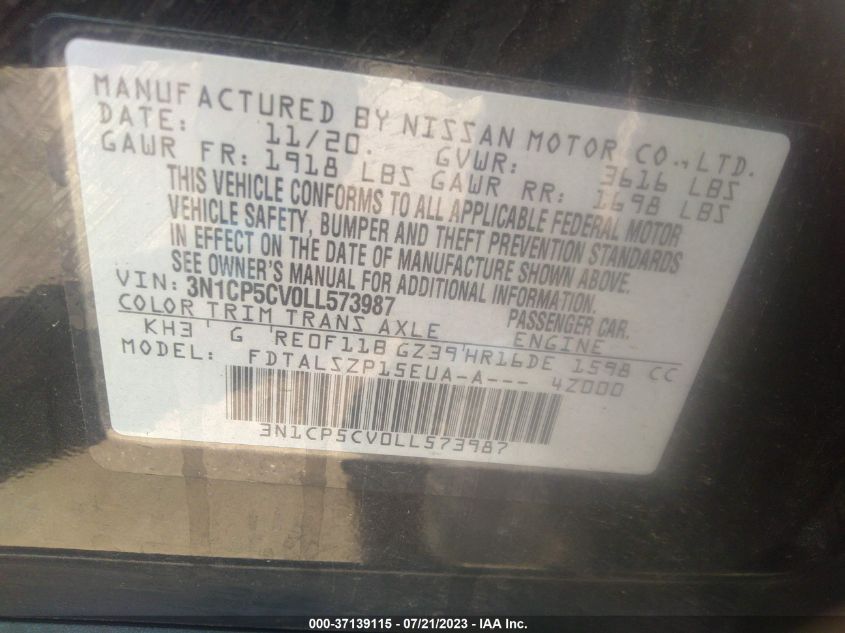 MANUFACTURED BY NISSAN MOTOR CO., LTD.
DATE: 11/20. GVWR: 3616 LBS
GAWR FR: 1918 LBS GAWR RR: 1698 LBS
THIS VEHICLE CONFORMS TO ALL APPLICABLE FEDERAL MOTOR
VEHICLE SAFETY, BUMPER AND THEFT PREVENTION STANDARDS
IN EFFECT ON THE DATE OF MANUFACTURE SHOWN ABOVE.
SEE OWNER'S MANUAL FOR ADDITIONAL INFORMATION.
VIN: 3N1CP5CV0LL573987 PASSENGER CAR.
COLOR TRIM TRANS AXLE ENGINE
KH3 ' G ' RE0F11B GZ39'HR16DE 1598 CC
MODEL: FDTALSZP15EUA-A--- 4Z000
3N1CP5CV0LL573987
000-37139115 - 07/21/2023 - IAA Inc.